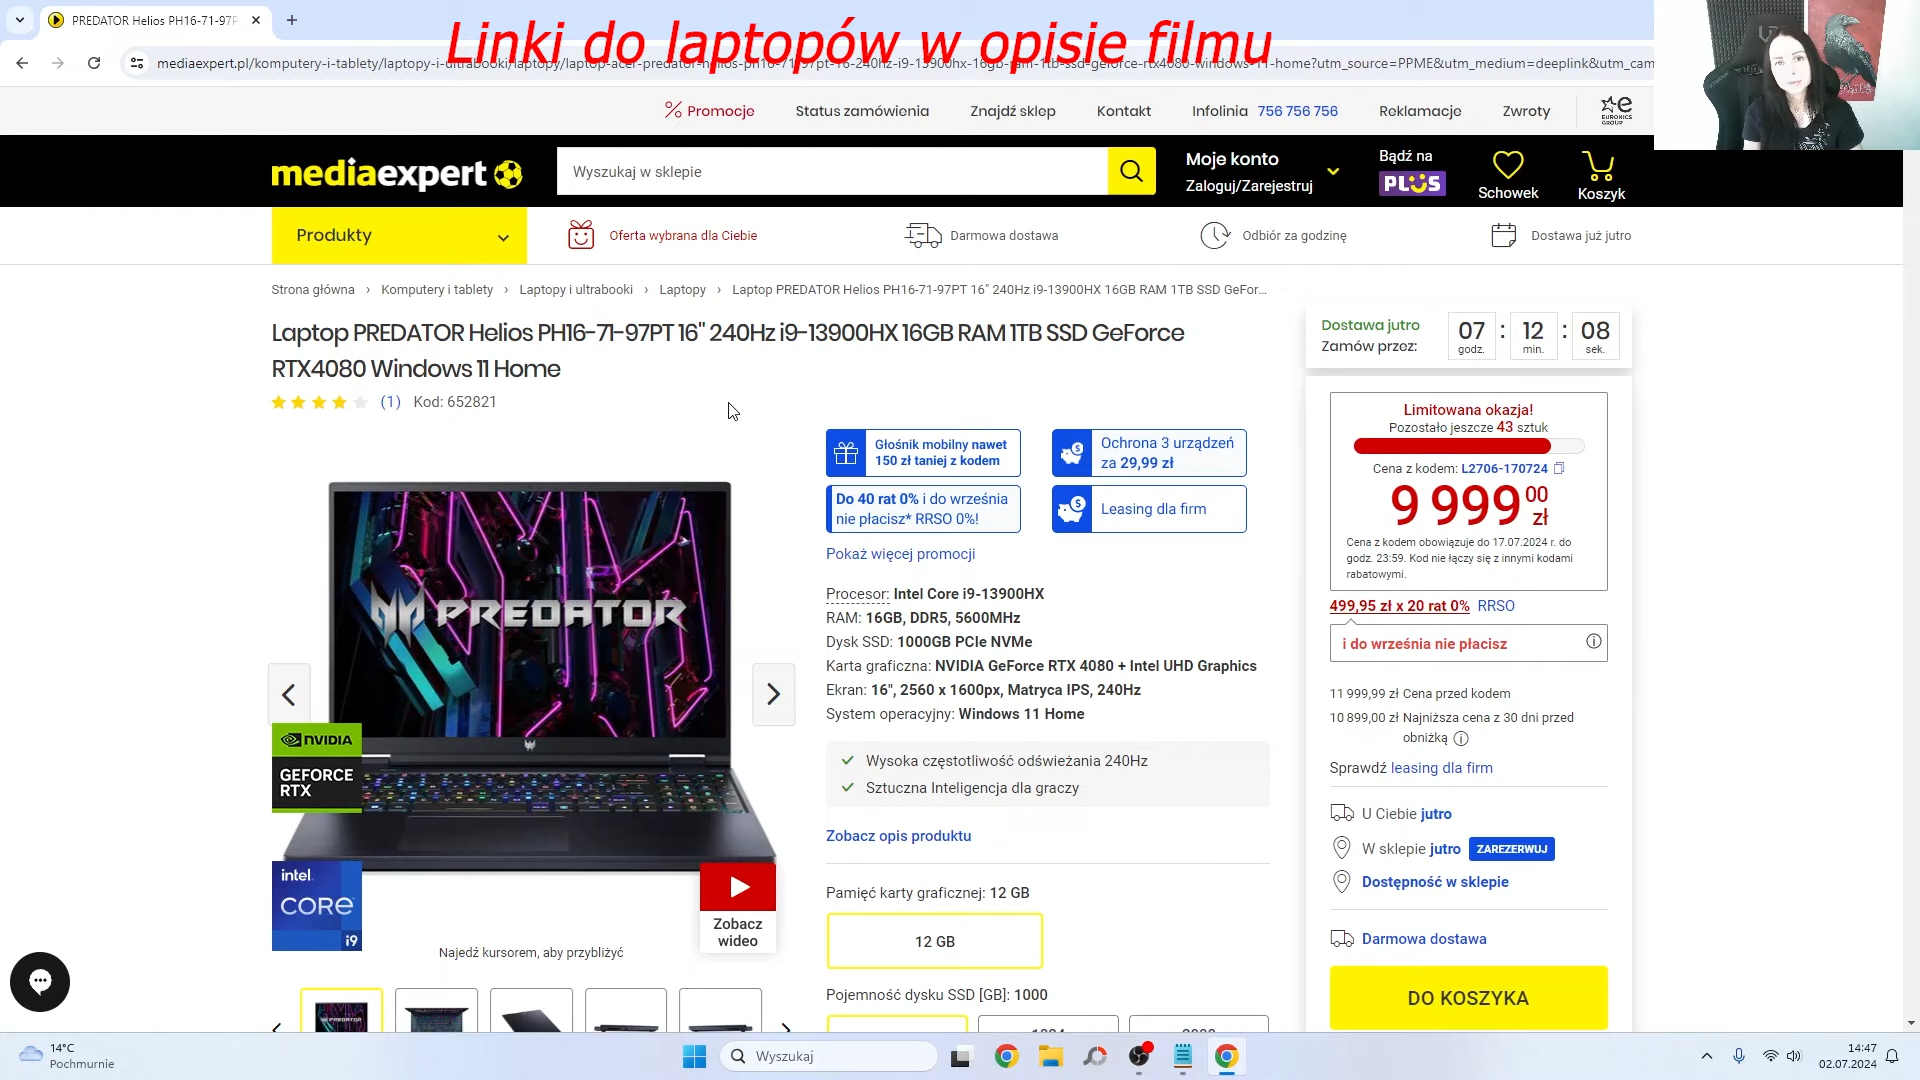 PREDATOR Helios PH16-71-97P
Linki do laptopów w opisie filmu
mediaexpert.pl/komputery-i-tablety/laptopy-i-ultrabooki/laptopy/laptop-acer-predator-helios-ph16-71-97pt-16-240hz-i9-13900hx-16gb-ram-1tb-ssd-geforce-rtx4080-windows-11-home?utm_source=PPME&utm_medium=deeplink&utm_cam
Promocje
Status zamówienia
Znajdź sklep
Kontakt
Infolinia 756 756 756
Reklamacje
Zwroty
EURONICS
GROUP
mediaexpert
Wyszukaj w sklepie
Moje konto
Zaloguj/Zarejestruj
Bądź na
PLUS
Schowek
Koszyk
Produkty
Oferta wybrana dla Ciebie
Darmowa dostawa
Odbiór za godzinę
Dostawa już jutro
Strona główna › Komputery i tablety › Laptopy i ultrabooki › Laptopy › Laptop PREDATOR Helios PH16-71-97PT 16" 240Hz i9-13900HX 16GB RAM 1TB SSD GeFor...
Laptop PREDATOR Helios PH16-71-97PT 16" 240Hz i9-13900HX 16GB RAM 1TB SSD GeForce
RTX4080 Windows 11 Home
(1) Kod: 652821
PREDATOR
NVIDIA
GEFORCE
RTX
intel.
CORE
i9
Zobacz
wideo
Najedź kursorem, aby przybliżyć
PREDATOR
Głośnik mobilny nawet
150 zł taniej z kodem
Ochrona 3 urządzeń
za 29,99 zł
Do 40 rat 0% i do września
nie płacisz* RRSO 0%!
Leasing dla firm
Pokaż więcej promocji
Procesor: Intel Core i9-13900HX
RAM: 16GB, DDR5, 5600MHz
Dysk SSD: 1000GB PCIe NVMe
Karta graficzna: NVIDIA GeForce RTX 4080 + Intel UHD Graphics
Ekran: 16", 2560 x 1600px, Matryca IPS, 240Hz
System operacyjny: Windows 11 Home
Wysoka częstotliwość odświeżania 240Hz
Sztuczna Inteligencja dla graczy
Zobacz opis produktu
Pamięć karty graficznej: 12 GB
12 GB
Pojemność dysku SSD [GB]: 1000
Dostawa jutro
Zamów przez:
07 : 12 : 08
godz. min. sek.
Limitowana okazja!
Pozostało jeszcze 43 sztuk
Cena z kodem: L2706-170724
9 999 00 zł
Cena z kodem obowiązuje do 17.07.2024 r. do
godz. 23:59. Kod nie łączy się z innymi kodami
rabatowymi.
499,95 zł x 20 rat 0% RRSO
i do września nie płacisz
11 999,99 zł Cena przed kodem
10 899,00 zł Najniższa cena z 30 dni przed
obniżką
Sprawdź leasing dla firm
U Ciebie jutro
W sklepie jutro ZAREZERWUJ
Dostępność w sklepie
Darmowa dostawa
DO KOSZYKA
14°C
Pochmurnie
Wyszukaj
14:47
02.07.2024